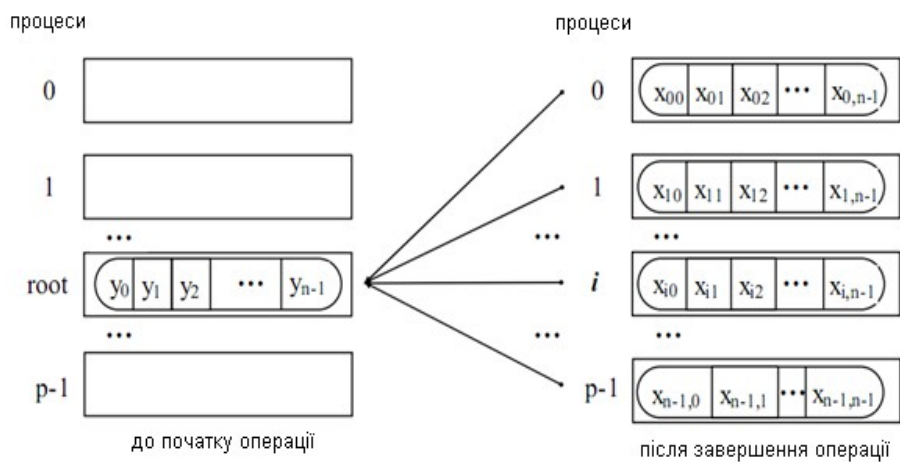 процеси
процеси
0
0
x00 x01 x02 ••• x0,n-1
1
1
x10 x11 x12 ••• x1,n-1
•••
•••
•••
root
y0 y1 y2 ••• yn-1
i
xi0 xi1 xi2 ••• xi,n-1
•••
•••
•••
p-1
p-1
xn-1,0 xn-1,1 ••• xn-1,n-1
до початку операції
після завершення операції